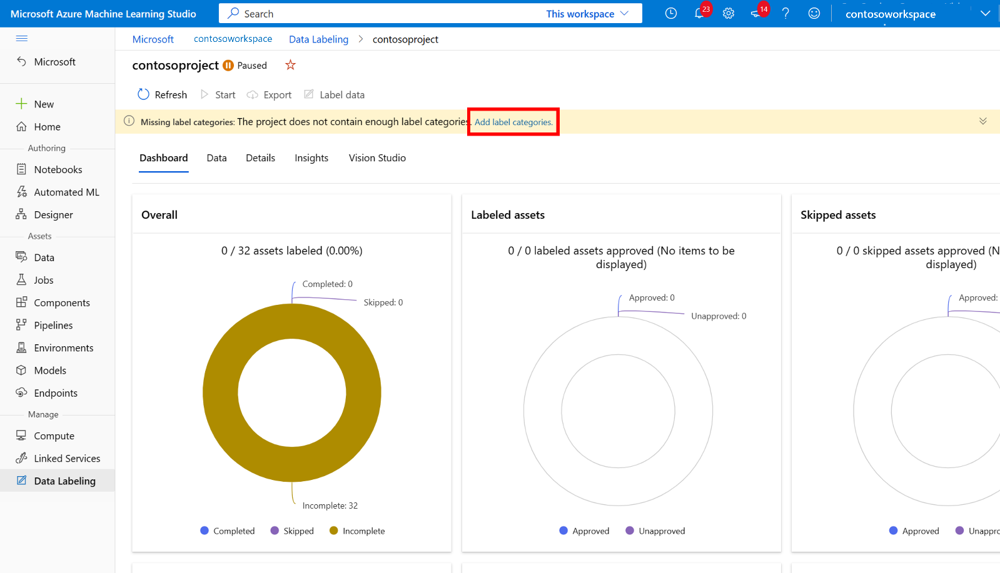 Microsoft Azure Machine Learning Studio
Search
This workspace
23
14
contosoworkspace
Microsoft
contosoworkspace
Data Labeling
contosoproject
Microsoft
contosoproject
Paused
Refresh
Start
Export
Label data
New
Missing label categories: The project does not contain enough label categories. Add label categories.
Home
Authoring
Dashboard
Data
Details
Insights
Vision Studio
Notebooks
Automated ML
Designer
Assets
Data
Jobs
Components
Pipelines
Environments
Models
Endpoints
Manage
Compute
Linked Services
Data Labeling
Overall
0 / 32 assets labeled (0.00%)
Completed: 0
Skipped: 0
Incomplete: 32
Completed
Skipped
Incomplete
Labeled assets
0 / 0 labeled assets approved (No items to be
displayed)
Approved: 0
Unapproved: 0
Approved
Unapproved
Skipped assets
0 / 0 skipped assets approved (N
displayed)
Approved:
Approved
Unappro